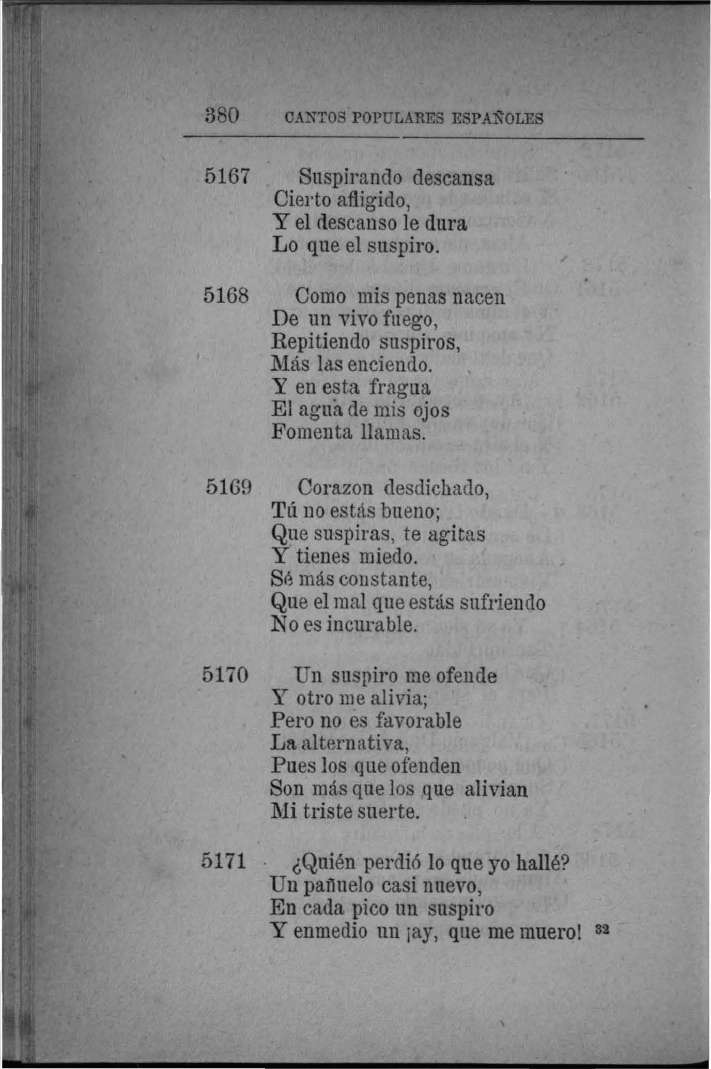 380 CANTOS POPULARES ESPAÑOLES
5167 Suspirando descansa
Cierto afligido,
Y el descanso le dura
Lo que el suspiro.
5168 Como mis penas nacen
De un vivo fuego,
Repitiendo suspiros,
Más las enciendo.
Y en esta fragua
El agua de mis ojos
Fomenta llamas.
5169 Corazon desdichado,
Tú no estás bueno;
Que suspiras, te agitas
Y tienes miedo.
Sé más constante,
Que el mal que estás sufriendo
No es incurable.
5170 Un suspiro me ofende
Y otro me alivia;
Pero no es favorable
La alternativa,
Pues los que ofenden
Son más que los que alivian
Mi triste suerte.
5171 ¿Quién perdió lo que yo hallé?
Un pañuelo casi nuevo,
En cada pico un suspiro
Y enmedio un ¡ay, que me muero! 32